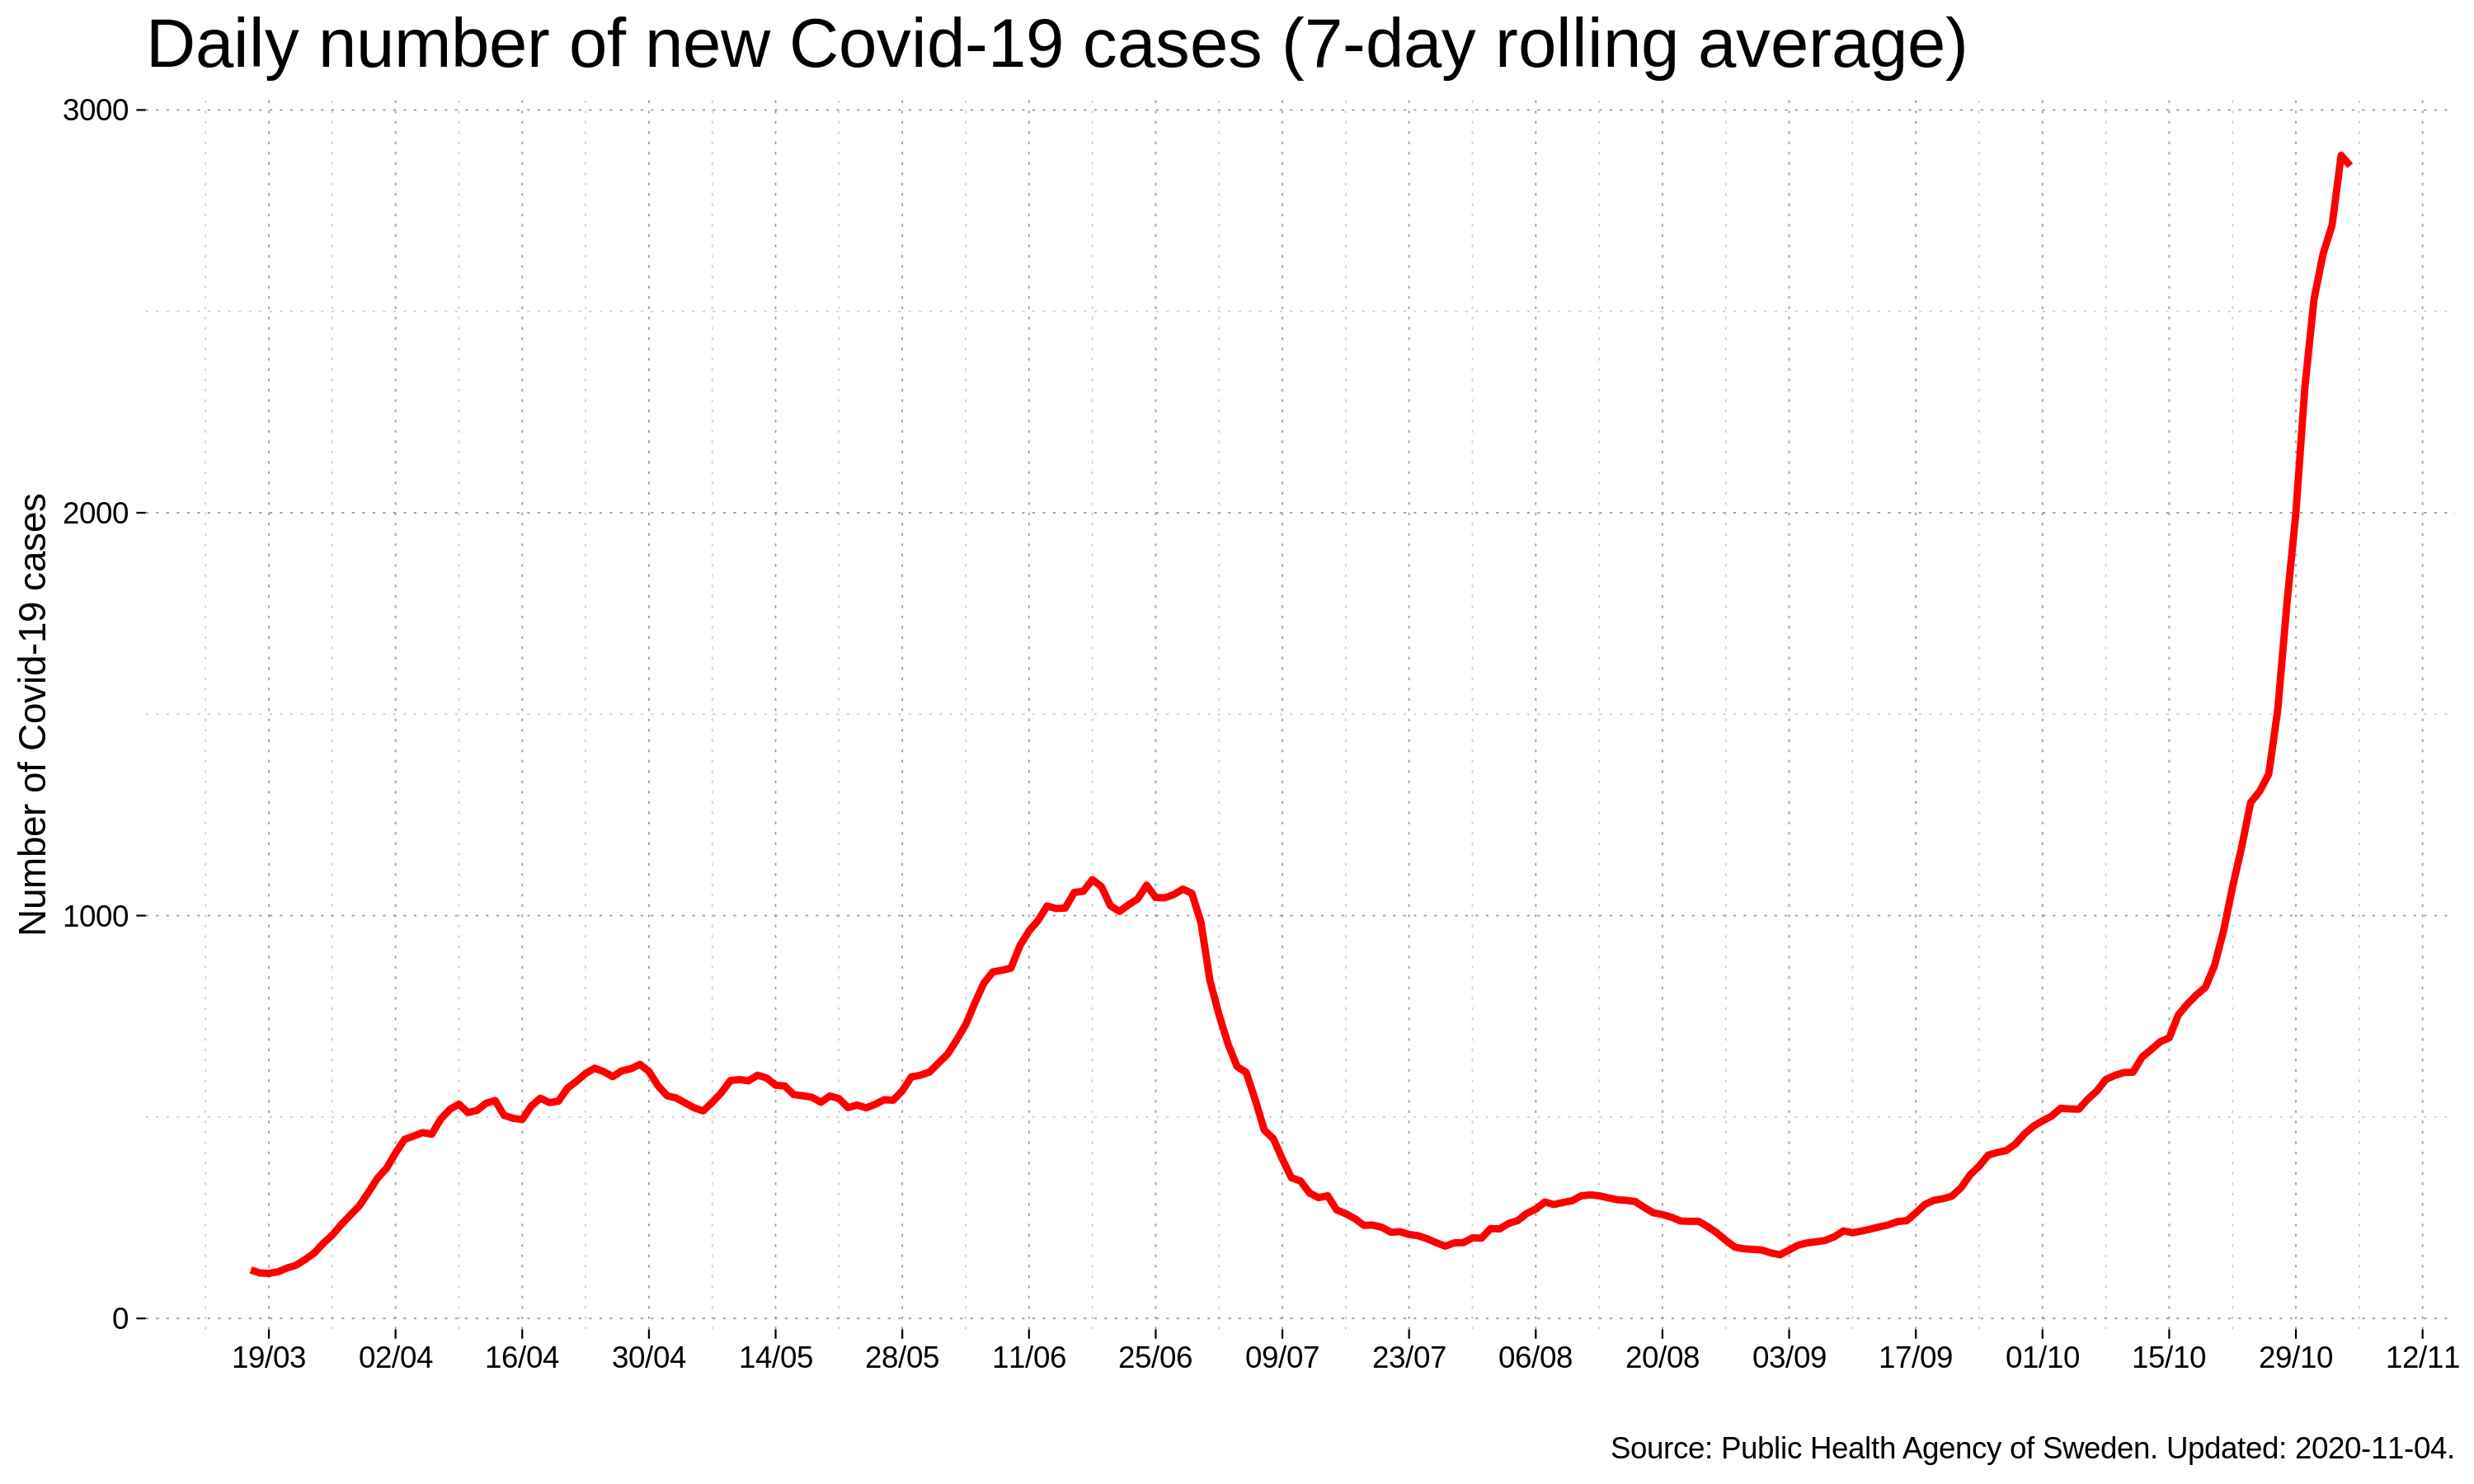 Daily number of new Covid-19 cases (7-day rolling average)
Number of Covid-19 cases
3000
2000
1000
0
19/03 02/04 16/04 30/04 14/05 28/05 11/06 25/06 09/07 23/07 06/08 20/08 03/09 17/09 01/10 15/10 29/10 12/11
Source: Public Health Agency of Sweden. Updated: 2020-11-04.